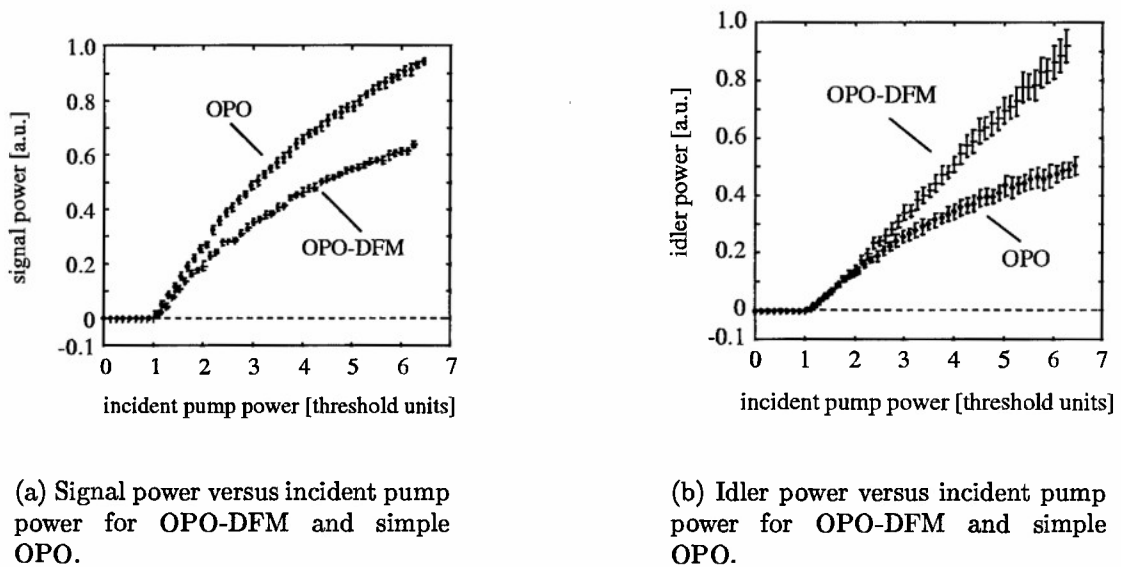 1.0
0.8
0.6
0.4
0.2
0
-0.1
signal power [a.u.]
OPO
OPO-DFM
0 1 2 3 4 5 6 7
incident pump power [threshold units]
(a) Signal power versus incident pump
power for OPO-DFM and simple
OPO.
1.0
0.8
0.6
0.4
0.2
0
-0.1
idler power [a.u.]
OPO-DFM
OPO
0 1 2 3 4 5 6 7
incident pump power [threshold units]
(b) Idler power versus incident pump
power for OPO-DFM and simple
OPO.